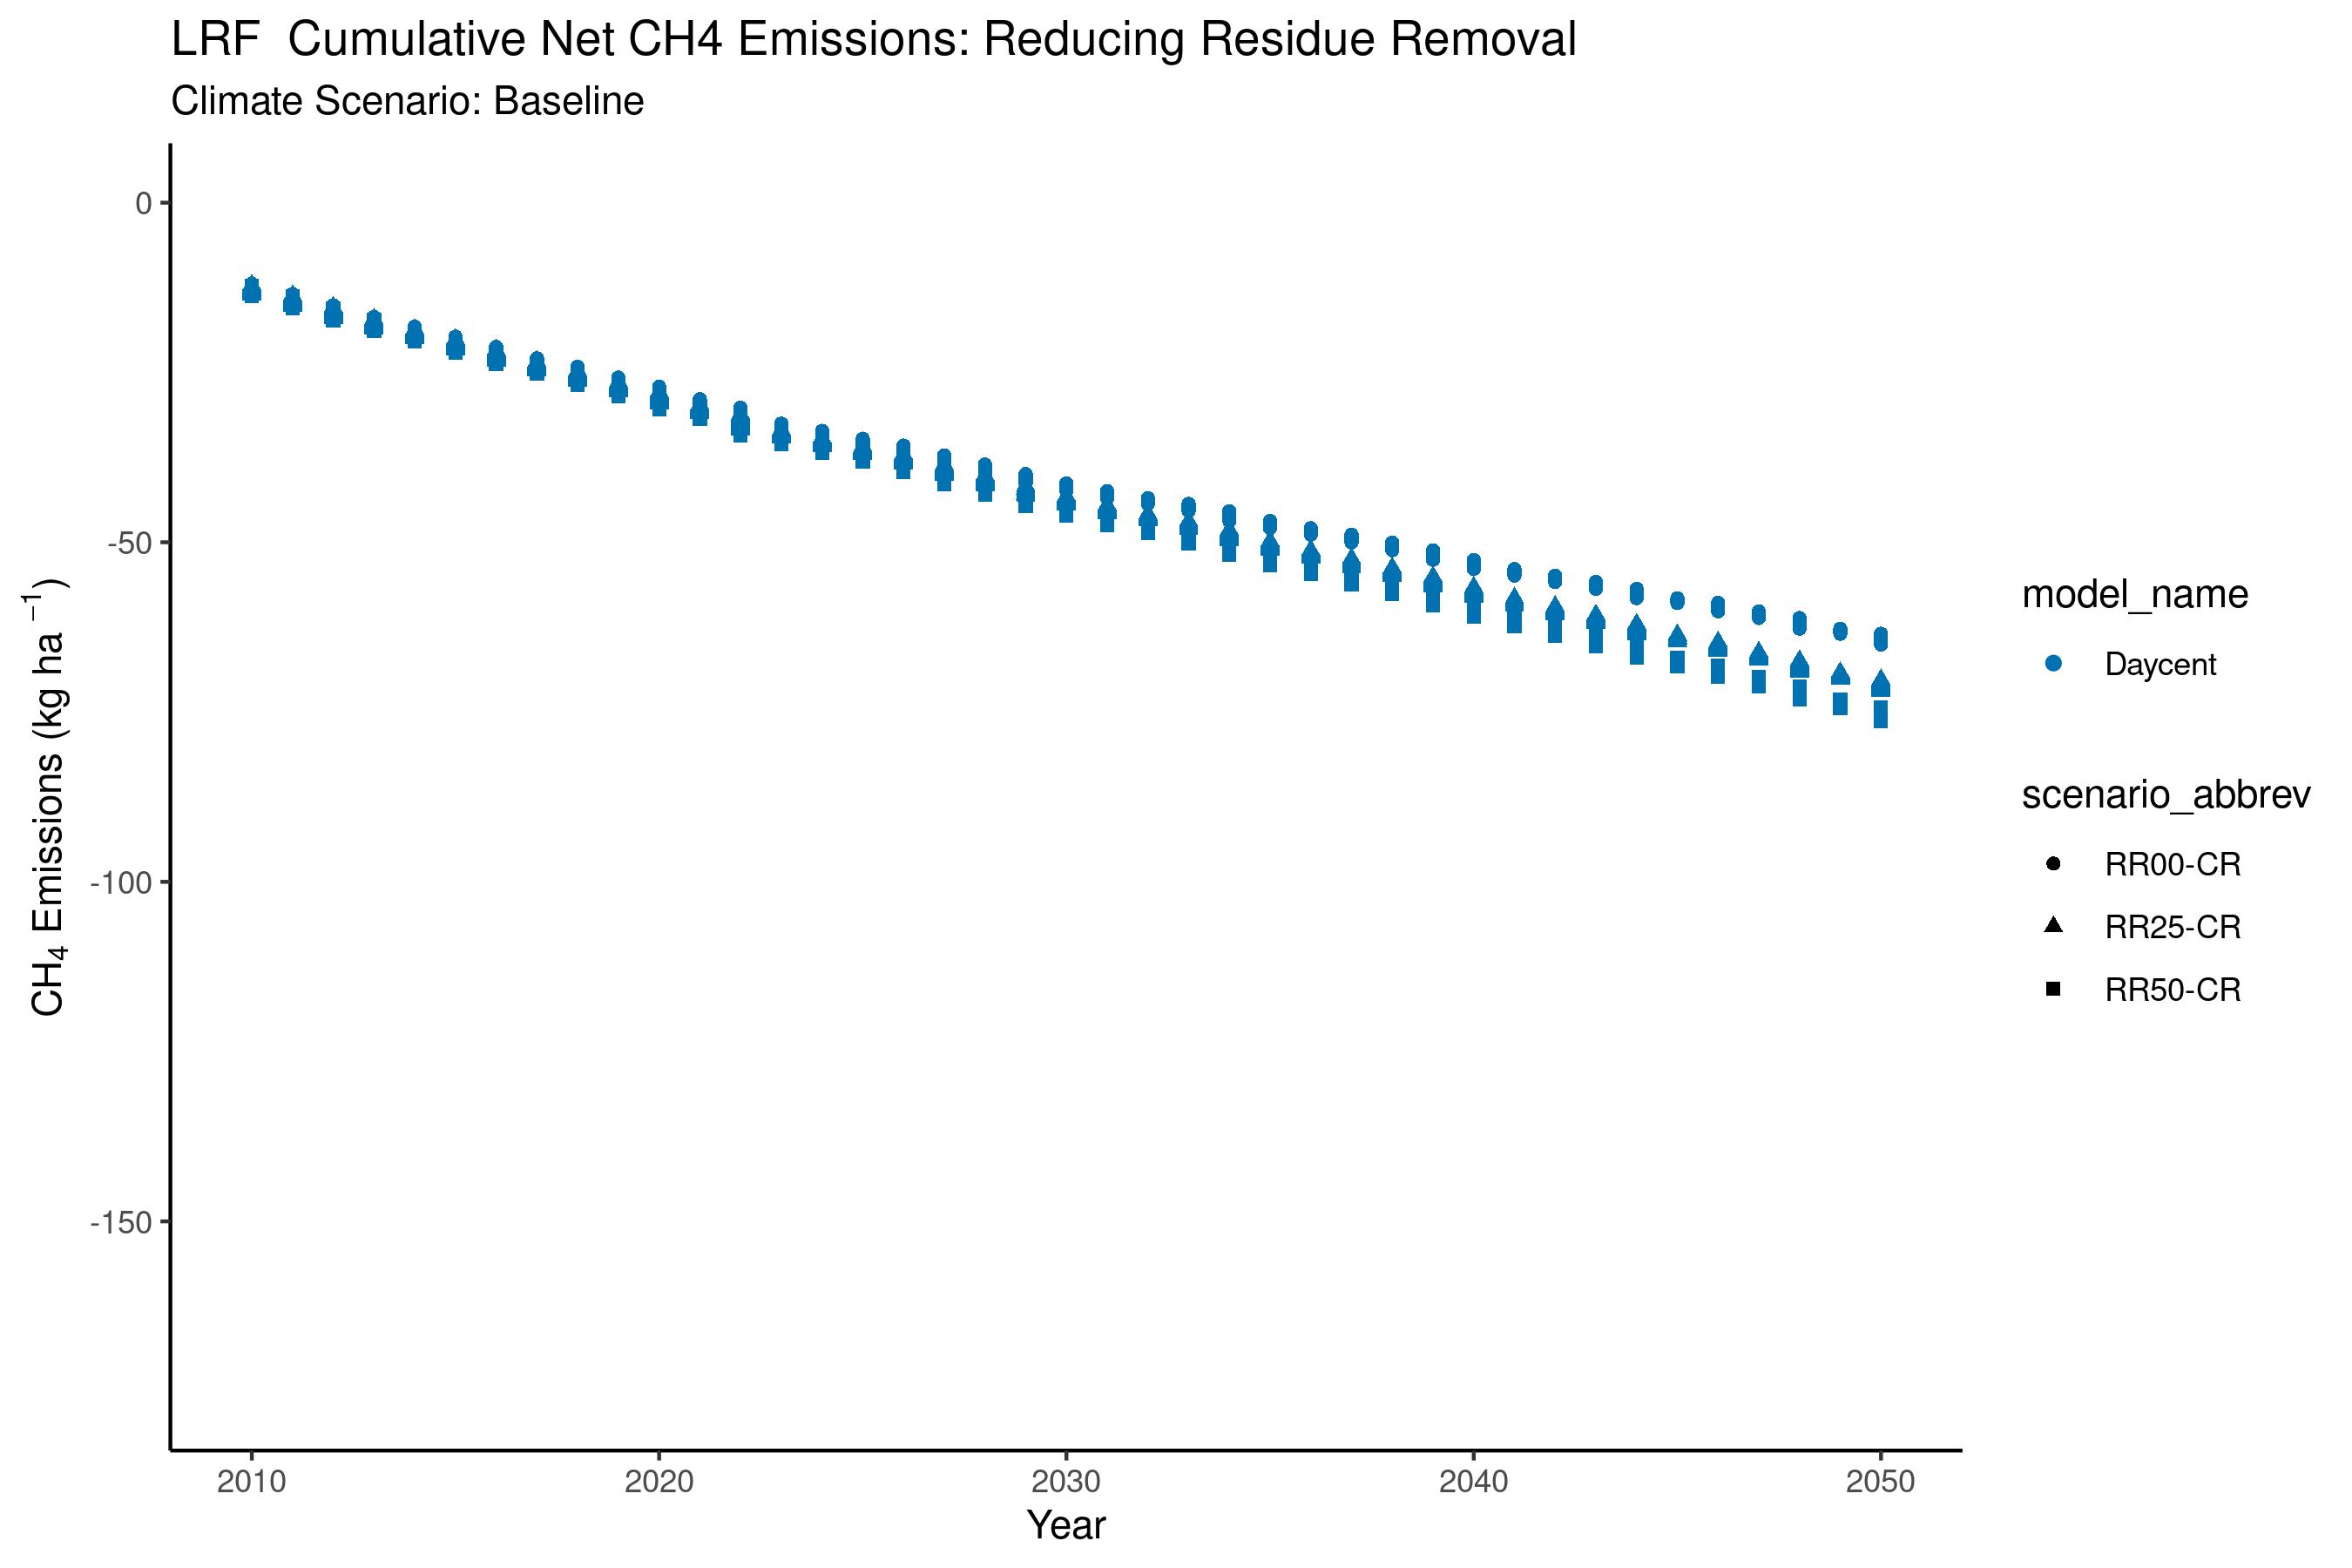 LRF  Cumulative Net CH4 Emissions: Reducing Residue Removal
Climate Scenario: Baseline
CH₄ Emissions (kg ha ⁻¹)
0
-50
-100
-150
2010
2020
2030
2040
2050
Year
model_name
Daycent
scenario_abbrev
RR00-CR
RR25-CR
RR50-CR